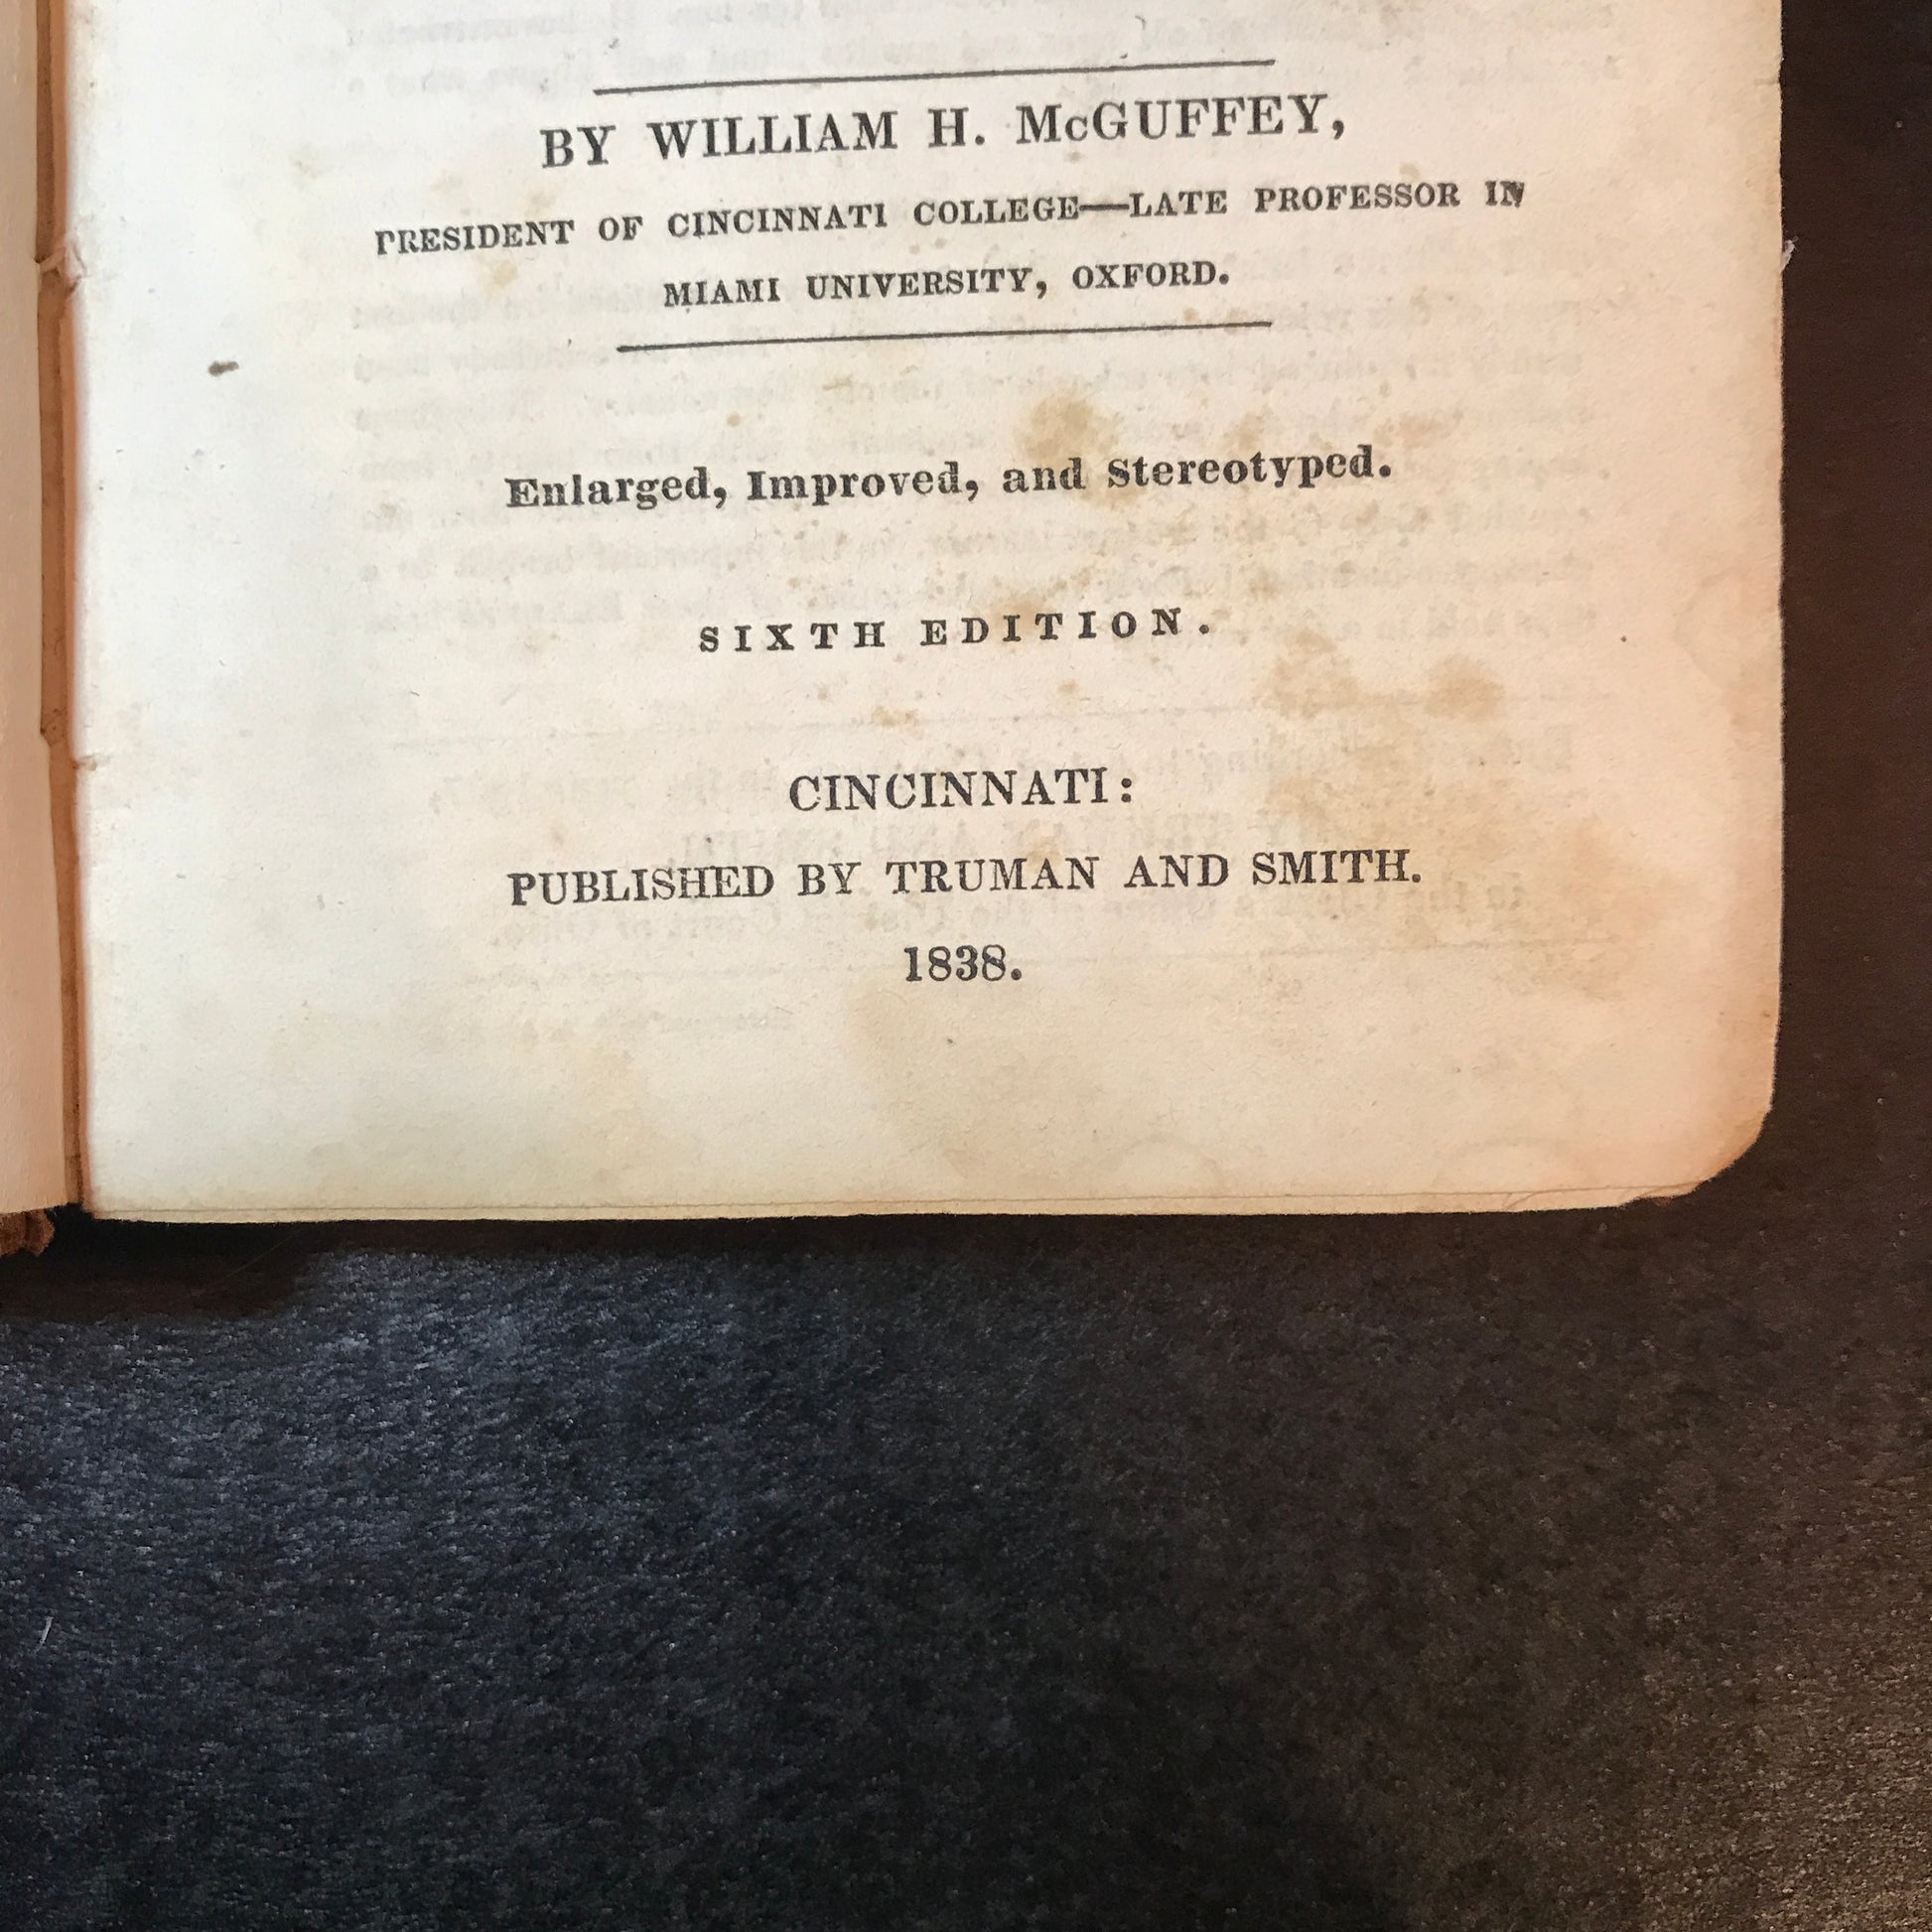 BY WILLIAM H. McGUFFEY,
PRESIDENT OF CINCINNATI COLLEGE—LATE PROFESSOR IN
MIAMI UNIVERSITY, OXFORD.
Enlarged, Improved, and Stereotyped.
SIXTH EDITION.
CINCINNATI:
PUBLISHED BY TRUMAN AND SMITH.
1838.